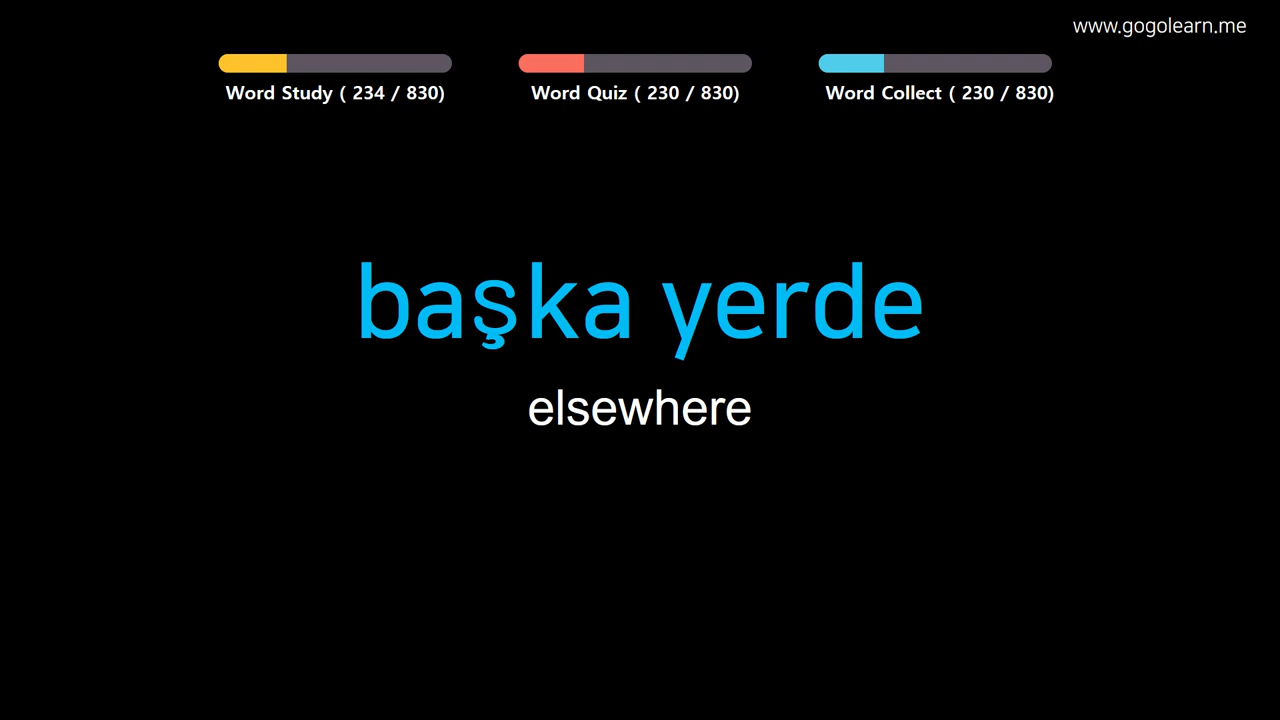 www.gogolearn.me
Word Study ( 234 / 830)
Word Quiz ( 230 / 830)
Word Collect ( 230 / 830)
başka yerde
elsewhere